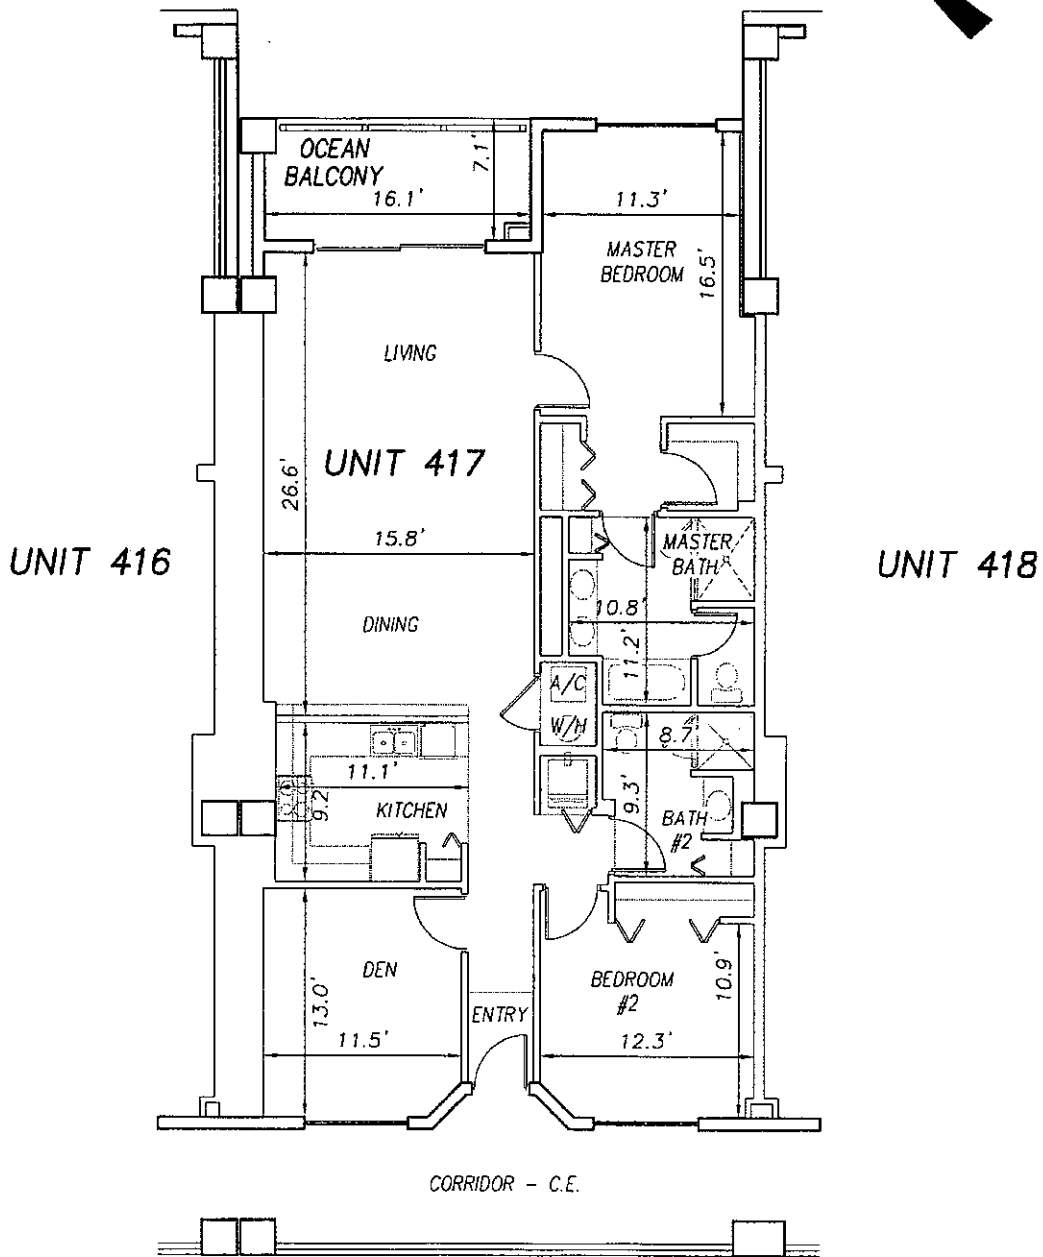 OCEAN
BALCONY
7.1'
16.1'
11.3'
MASTER
BEDROOM
16.5'
LIVING
UNIT 417
26.6'
15.8'
UNIT 416
UNIT 418
MASTER
BATH
10.8'
11.2'
DINING
A/C
W/H
8.7'
9.3'
BATH
#2
11.1'
9.2'
KITCHEN
DEN
13.0'
11.5'
ENTRY
BEDROOM
#2
10.9'
12.3'
CORRIDOR - C.E.